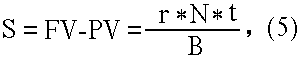 S = FV-PV = r*N*t / B, (5)